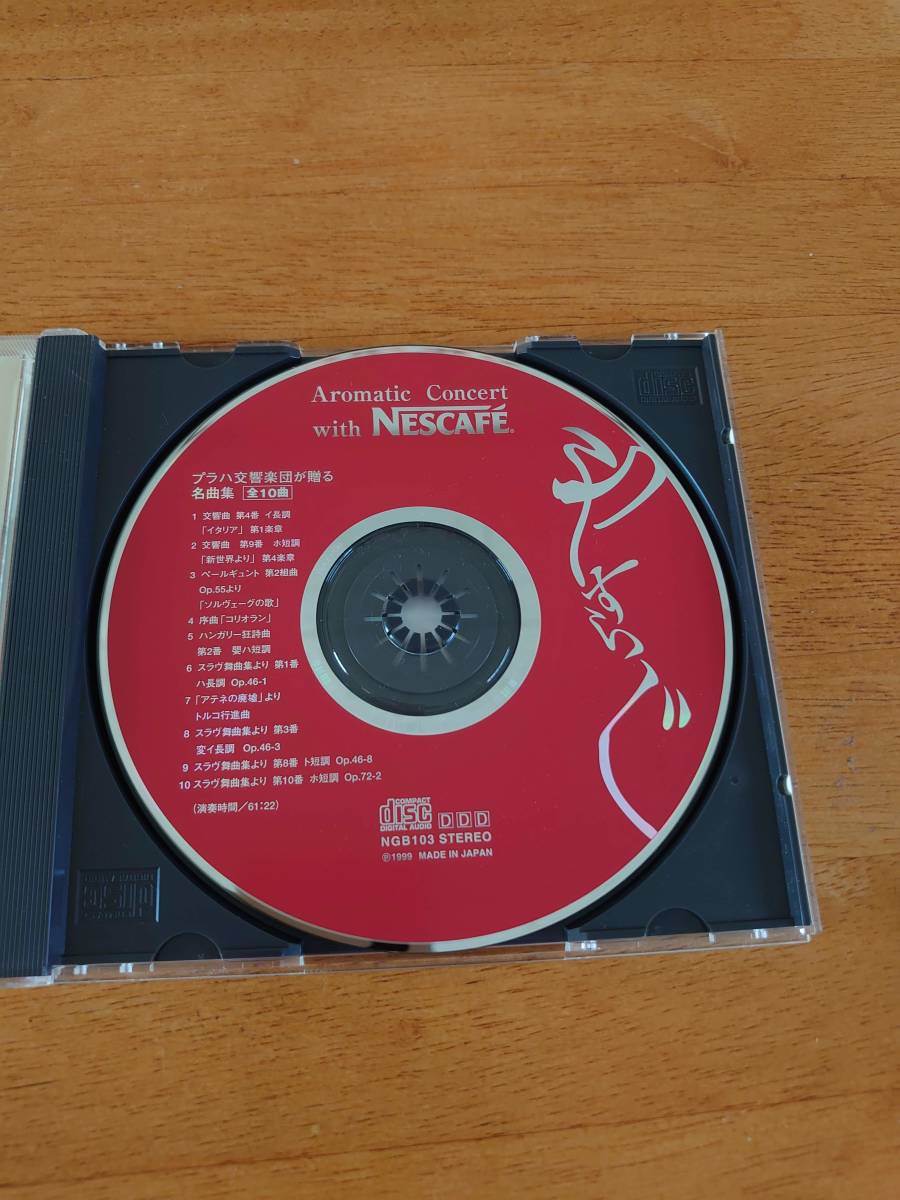 Aromatic Concert
with NESCAFÉ®
プラハ交響楽団が贈る
名曲集 全10曲
1 交響曲 第4番 イ長調
「イタリア」 第1楽章
2 交響曲 第9番 ホ短調
「新世界より」 第4楽章
3 ペールギュント 第2組曲
Op.55より
「ソルヴェーグの歌」
4 序曲「コリオラン」
5 ハンガリー狂詩曲
第2番 嬰ハ短調
6 スラヴ舞曲集より 第1番
ハ長調 Op.46-1
7 「アテネの廃墟」より
トルコ行進曲
8 スラヴ舞曲集より 第3番
変イ長調 Op.46-3
9 スラヴ舞曲集より 第8番 ト短調 Op.46-8
10 スラヴ舞曲集より 第10番 ホ短調 Op.72-2
(演奏時間/61:22)
COMPACT
disc
DIGITAL AUDIO
D D D
NGB103 STEREO
Ⓟ1999 MADE IN JAPAN
disc
disc